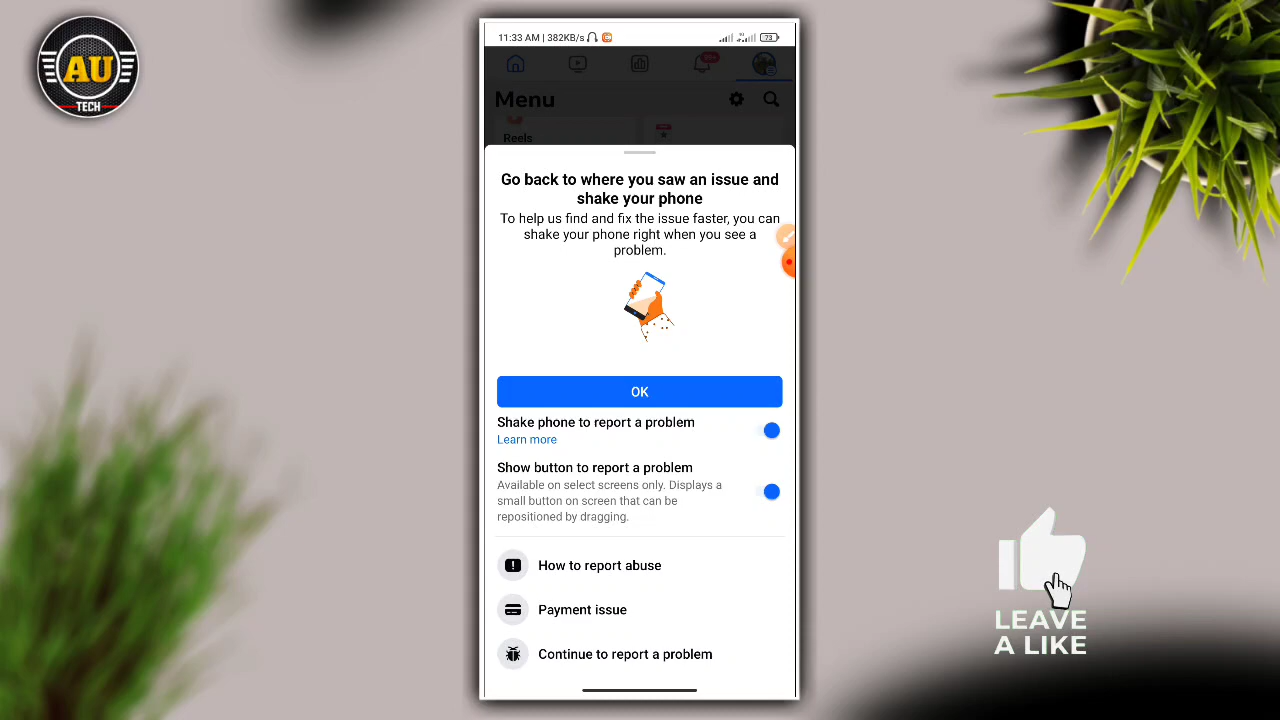 AU
TECH
11:33 AM | 382KB/s
73
Menu
Reels
Go back to where you saw an issue and
shake your phone
To help us find and fix the issue faster, you can
shake your phone right when you see a
problem.
OK
Shake phone to report a problem
Learn more
Show button to report a problem
Available on select screens only. Displays a
small button on screen that can be
repositioned by dragging.
How to report abuse
Payment issue
Continue to report a problem
LEAVE
A LIKE